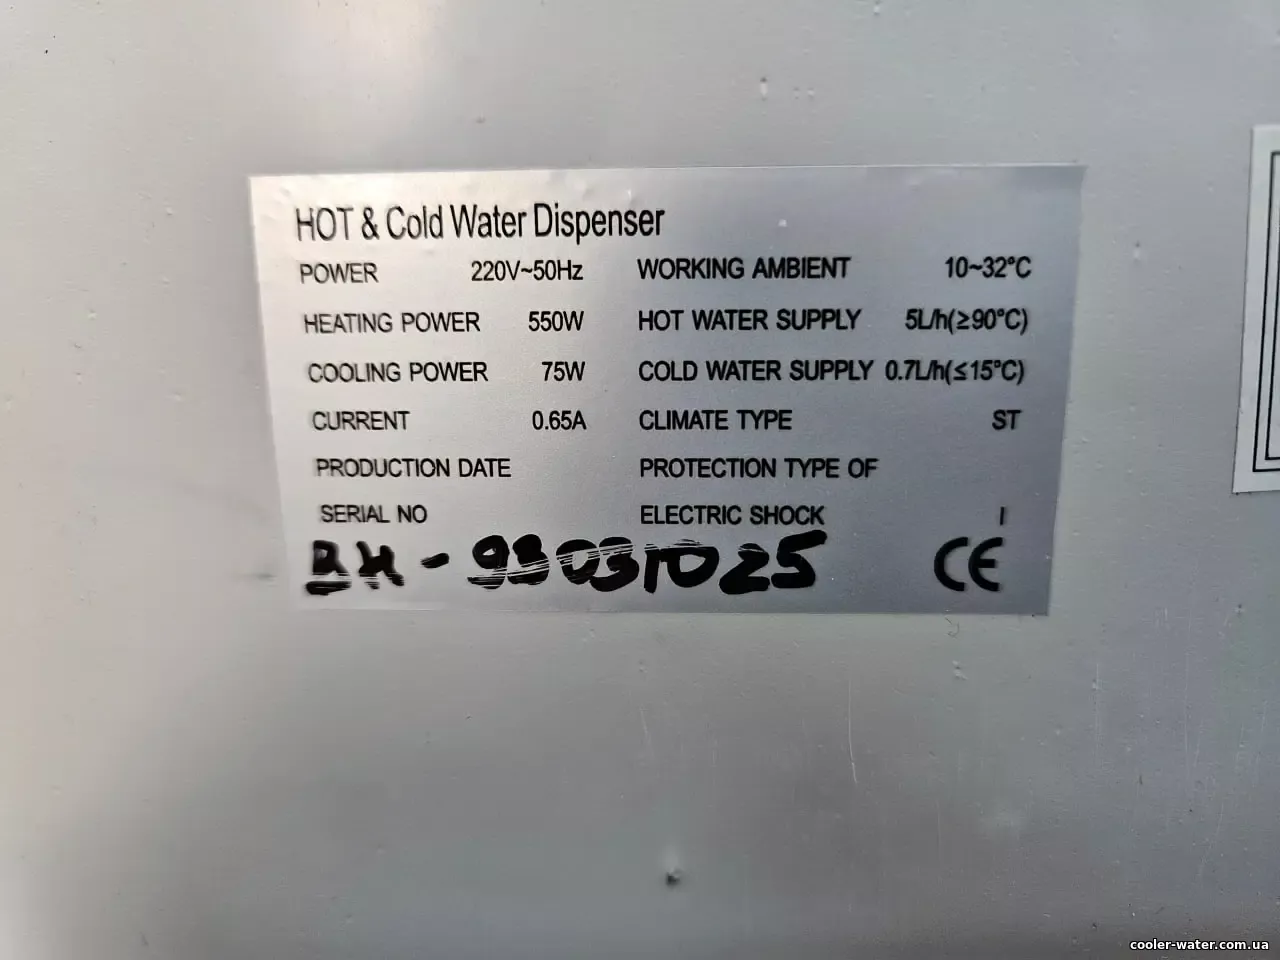 HOT & Cold Water Dispenser
POWER 220V~50Hz WORKING AMBIENT 10~32°C
HEATING POWER 550W HOT WATER SUPPLY 5L/h(≥90°C)
COOLING POWER 75W COLD WATER SUPPLY 0.7L/h(≤15°C)
CURRENT 0.65A CLIMATE TYPE ST
PRODUCTION DATE PROTECTION TYPE OF
SERIAL NO ELECTRIC SHOCK I
CE
cooler-water.com.ua